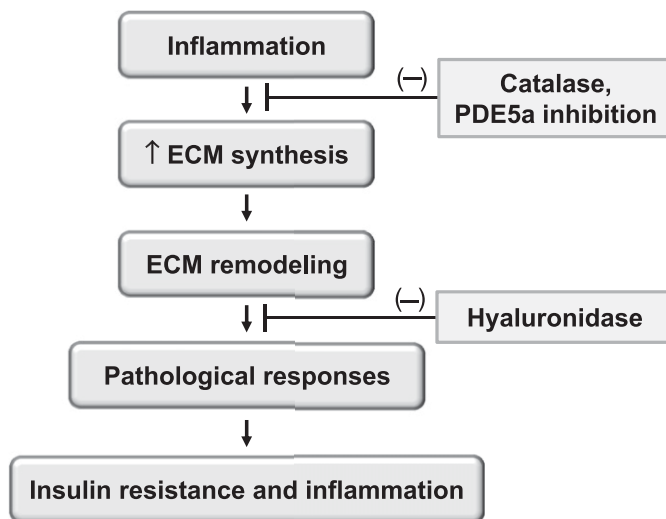 Inflammation
(—)
Catalase,
PDE5a inhibition
↑ ECM synthesis
ECM remodeling
(—)
Hyaluronidase
Pathological responses
Insulin resistance and inflammation